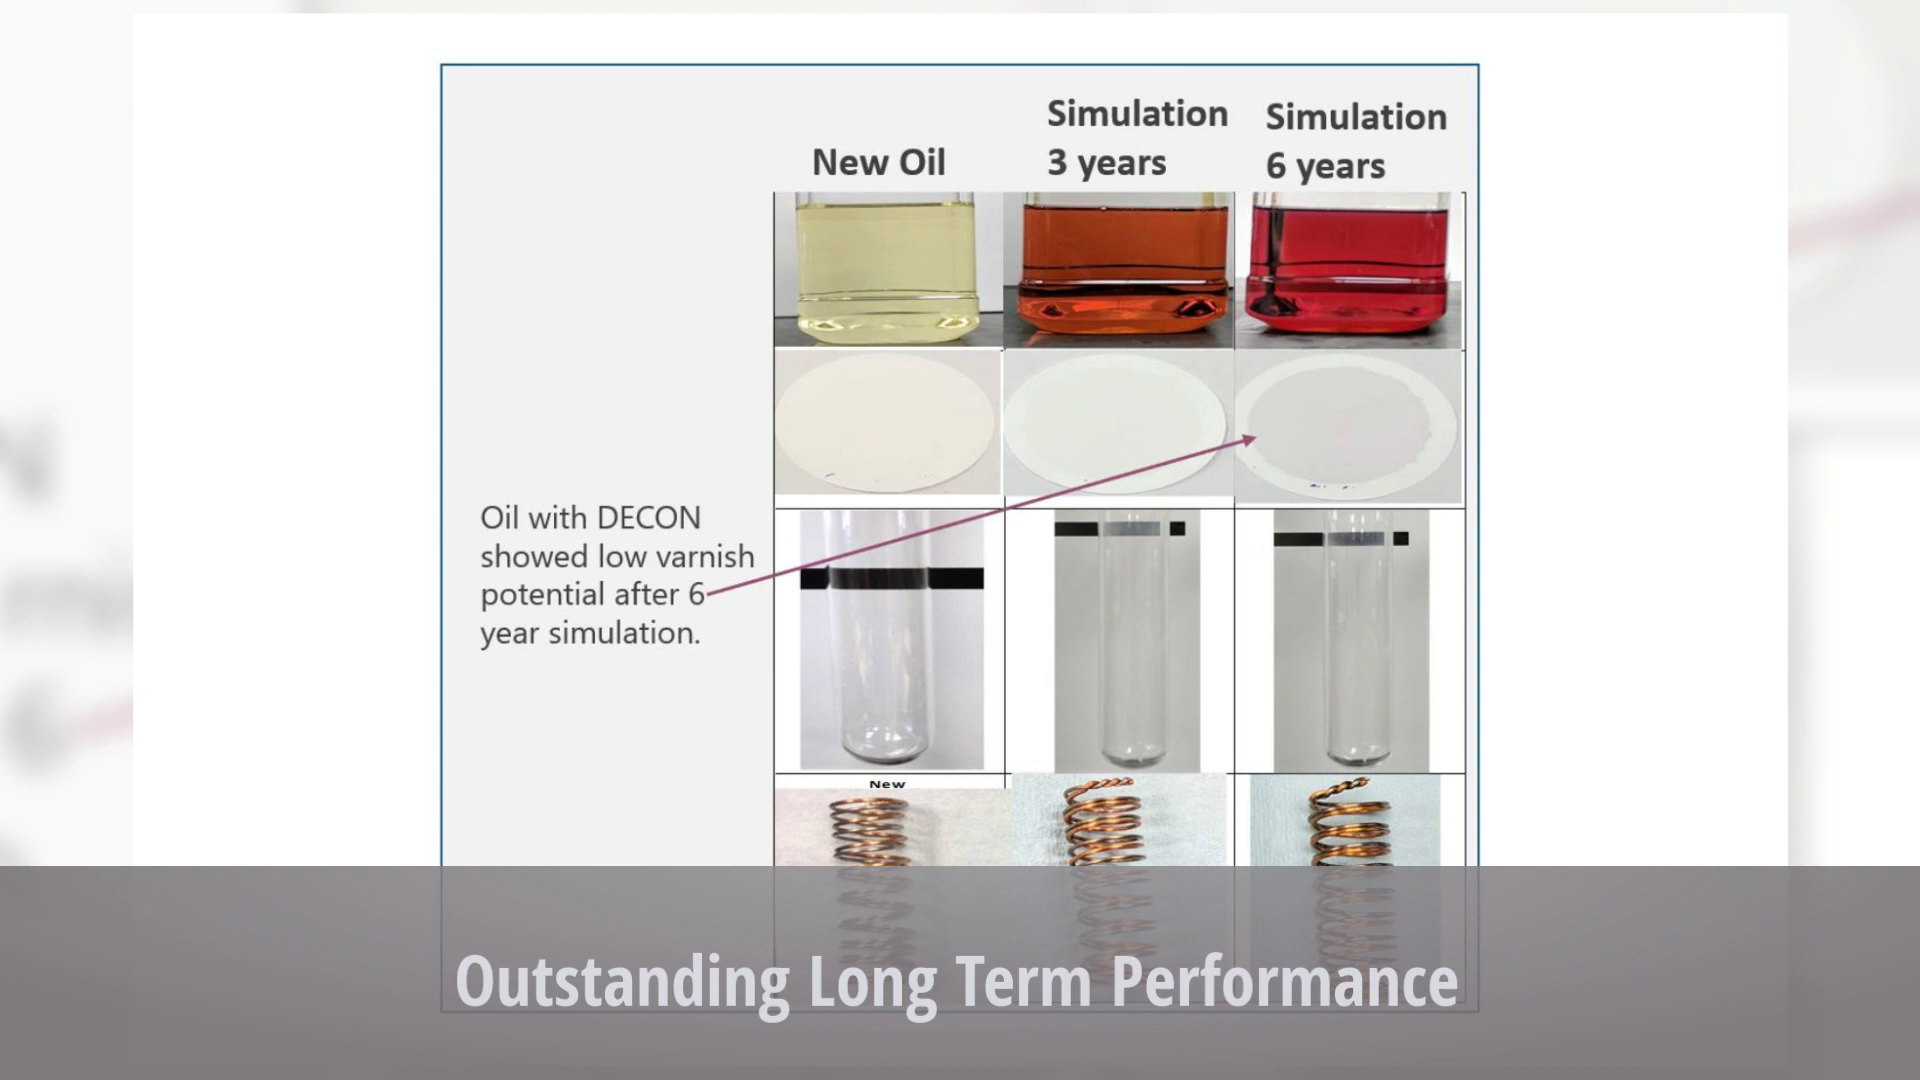 New Oil
Simulation
3 years
Simulation
6 years
Oil with DECON
showed low varnish
potential after 6
year simulation.
New
Outstanding Long Term Performance